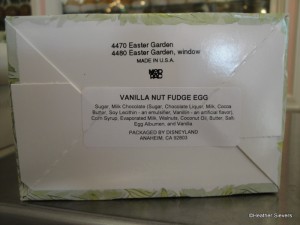 4470 Easter Garden
4480 Easter Garden, window
MADE IN U.S.A.
VANILLA NUT FUDGE EGG
Sugar, Milk Chocolate (Sugar, Chocolate Liquor, Milk, Cocoa
Butter, Soy Lecithin - an emulsifier, Vanillin - an artificial flavor),
Corn Syrup, Evaporated Milk, Walnuts, Coconut Oil, Butter, Salt,
Egg Albumen, and Vanilla
PACKAGED BY DISNEYLAND
ANAHEIM, CA 92803
©Heather Sievers